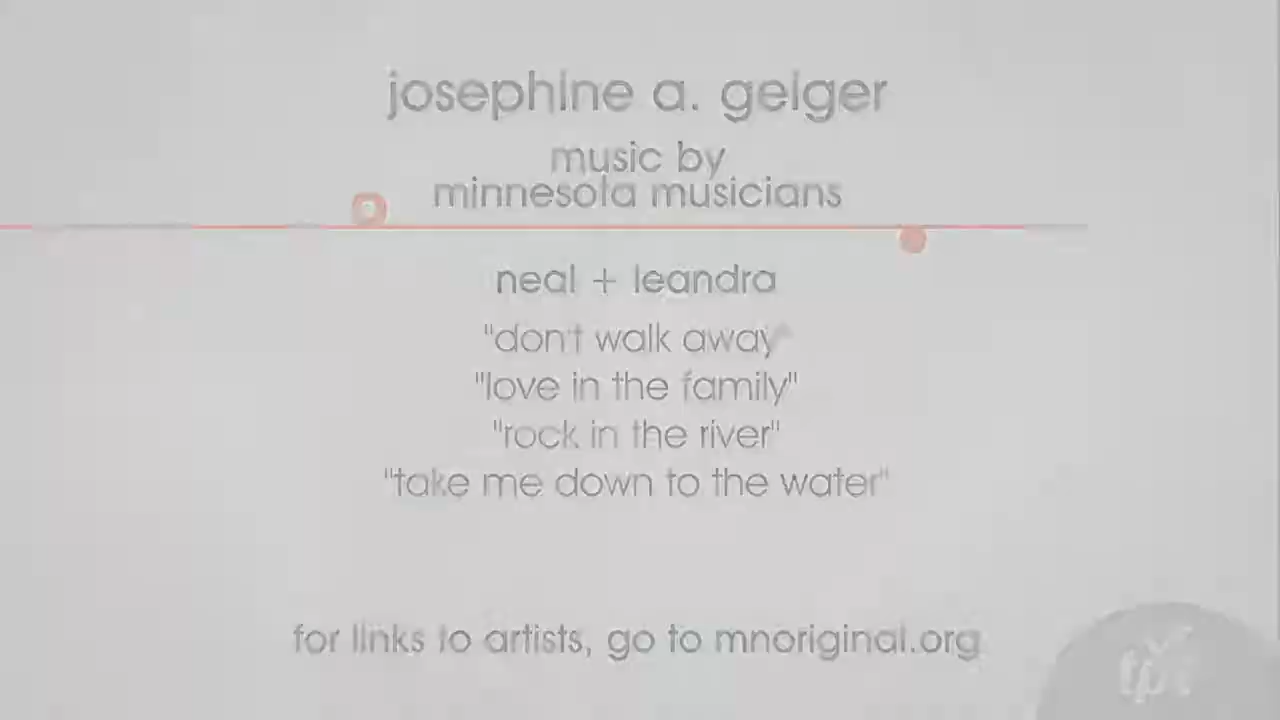 josephine a. geiger
music by
minnesota musicians
neal + leandra
"don't walk away"
"love in the family"
"rock in the river"
"take me down to the water"
for links to artists, go to mnoriginal.org
tpt